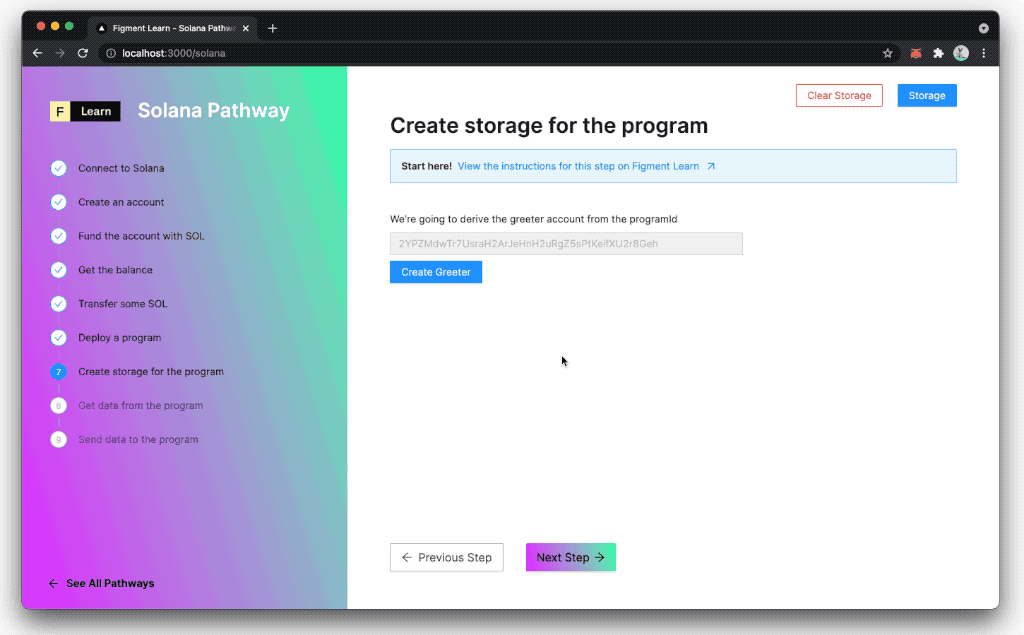 Figment Learn - Solana Pathw
localhost:3000/solana
F Learn
Solana Pathway
Connect to Solana
Create an account
Fund the account with SOL
Get the balance
Transfer some SOL
Deploy a program
7 Create storage for the program
8 Get data from the program
9 Send data to the program
See All Pathways
Clear Storage Storage
Create storage for the program
Start here! View the instructions for this step on Figment Learn
We're going to derive the greeter account from the programId
Create Greeter
Previous Step Next Step